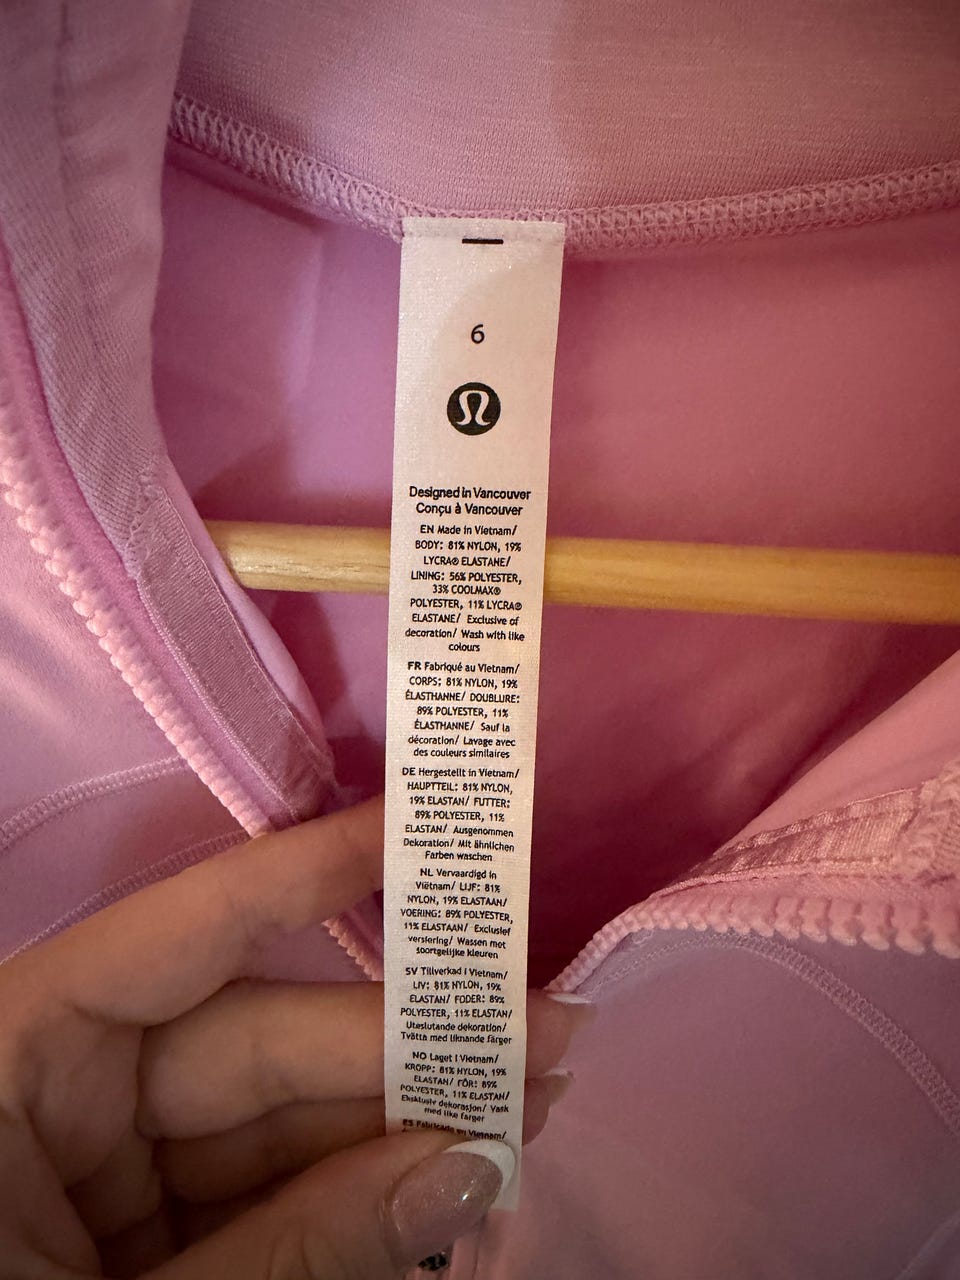 6
Designed in Vancouver
Conçu à Vancouver
EN Made in Vietnam/
BODY: 81% NYLON, 19%
LYCRA® ELASTANE/
LINING: 56% POLYESTER,
33% COOLMAX®
POLYESTER, 11% LYCRA®
ELASTANE/ Exclusive of
decoration/ Wash with like
colours
FR Fabriqué au Vietnam/
CORPS: 81% NYLON, 19%
ÉLASTHANNE/ DOUBLURE:
89% POLYESTER, 11%
ÉLASTHANNE/ Sauf la
décoration/ Lavage avec
des couleurs similaires
DE Hergestellt in Vietnam/
HAUPTTEIL: 81% NYLON,
19% ELASTAN/ FUTTER:
89% POLYESTER, 11%
ELASTAN/ Ausgenommen
Dekoration/ Mit ähnlichen
Farben waschen
NL Vervaardigd in
Vietnam/ LIJF: 81%
NYLON, 19% ELASTAAN/
VOERING: 89% POLYESTER,
11% ELASTAAN/ Exclusief
versiering/ Wassen met
soortgelijke kleuren
SV Tillverkad i Vietnam/
LIV: 81% NYLON, 19%
ELASTAN/ FODER: 89%
POLYESTER, 11% ELASTAN/
Uteslutande dekoration/
Tvätta med liknande färger
NO Laget i Vietnam/
KROPP: 81% NYLON, 19%
ELASTAN/ FÔR: 89%
POLYESTER, 11% ELASTAN/
Eksklusiv dekorasjon/ Vask
med like farger
ES Fabricado en Vietnam/